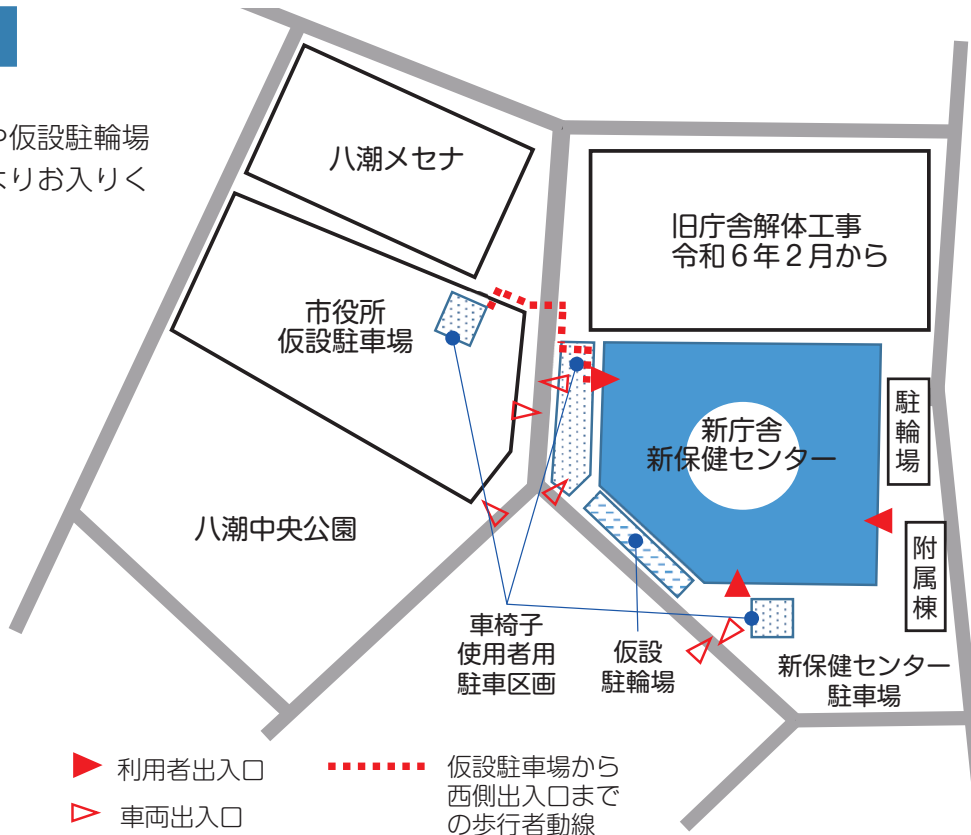 や仮設駐輪場
よりお入りく
八潮メセナ
旧庁舎解体工事
令和6年2月から
市役所
仮設駐車場
駐輪場
新庁舎
新保健センター
八潮中央公園
附属棟
車椅子
使用者用
駐車区画
仮設
駐輪場
新保健センター
駐車場
利用者出入口
車両出入口
仮設駐車場から
西側出入口まで
の歩行者動線